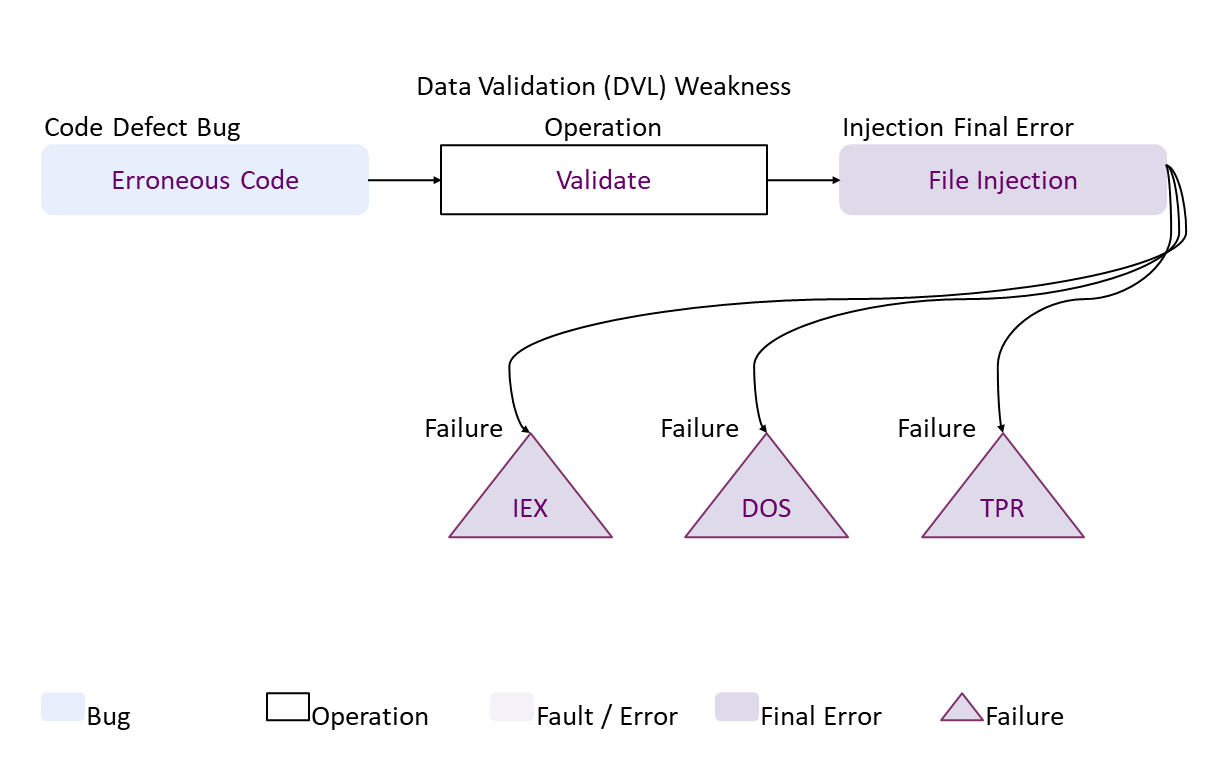 Data Validation (DVL) Weakness
Code Defect Bug
Operation
Injection Final Error
Erroneous Code
Validate
File Injection
Failure
Failure
Failure
IEX
DOS
TPR
Bug
Operation
Fault / Error
Final Error
Failure